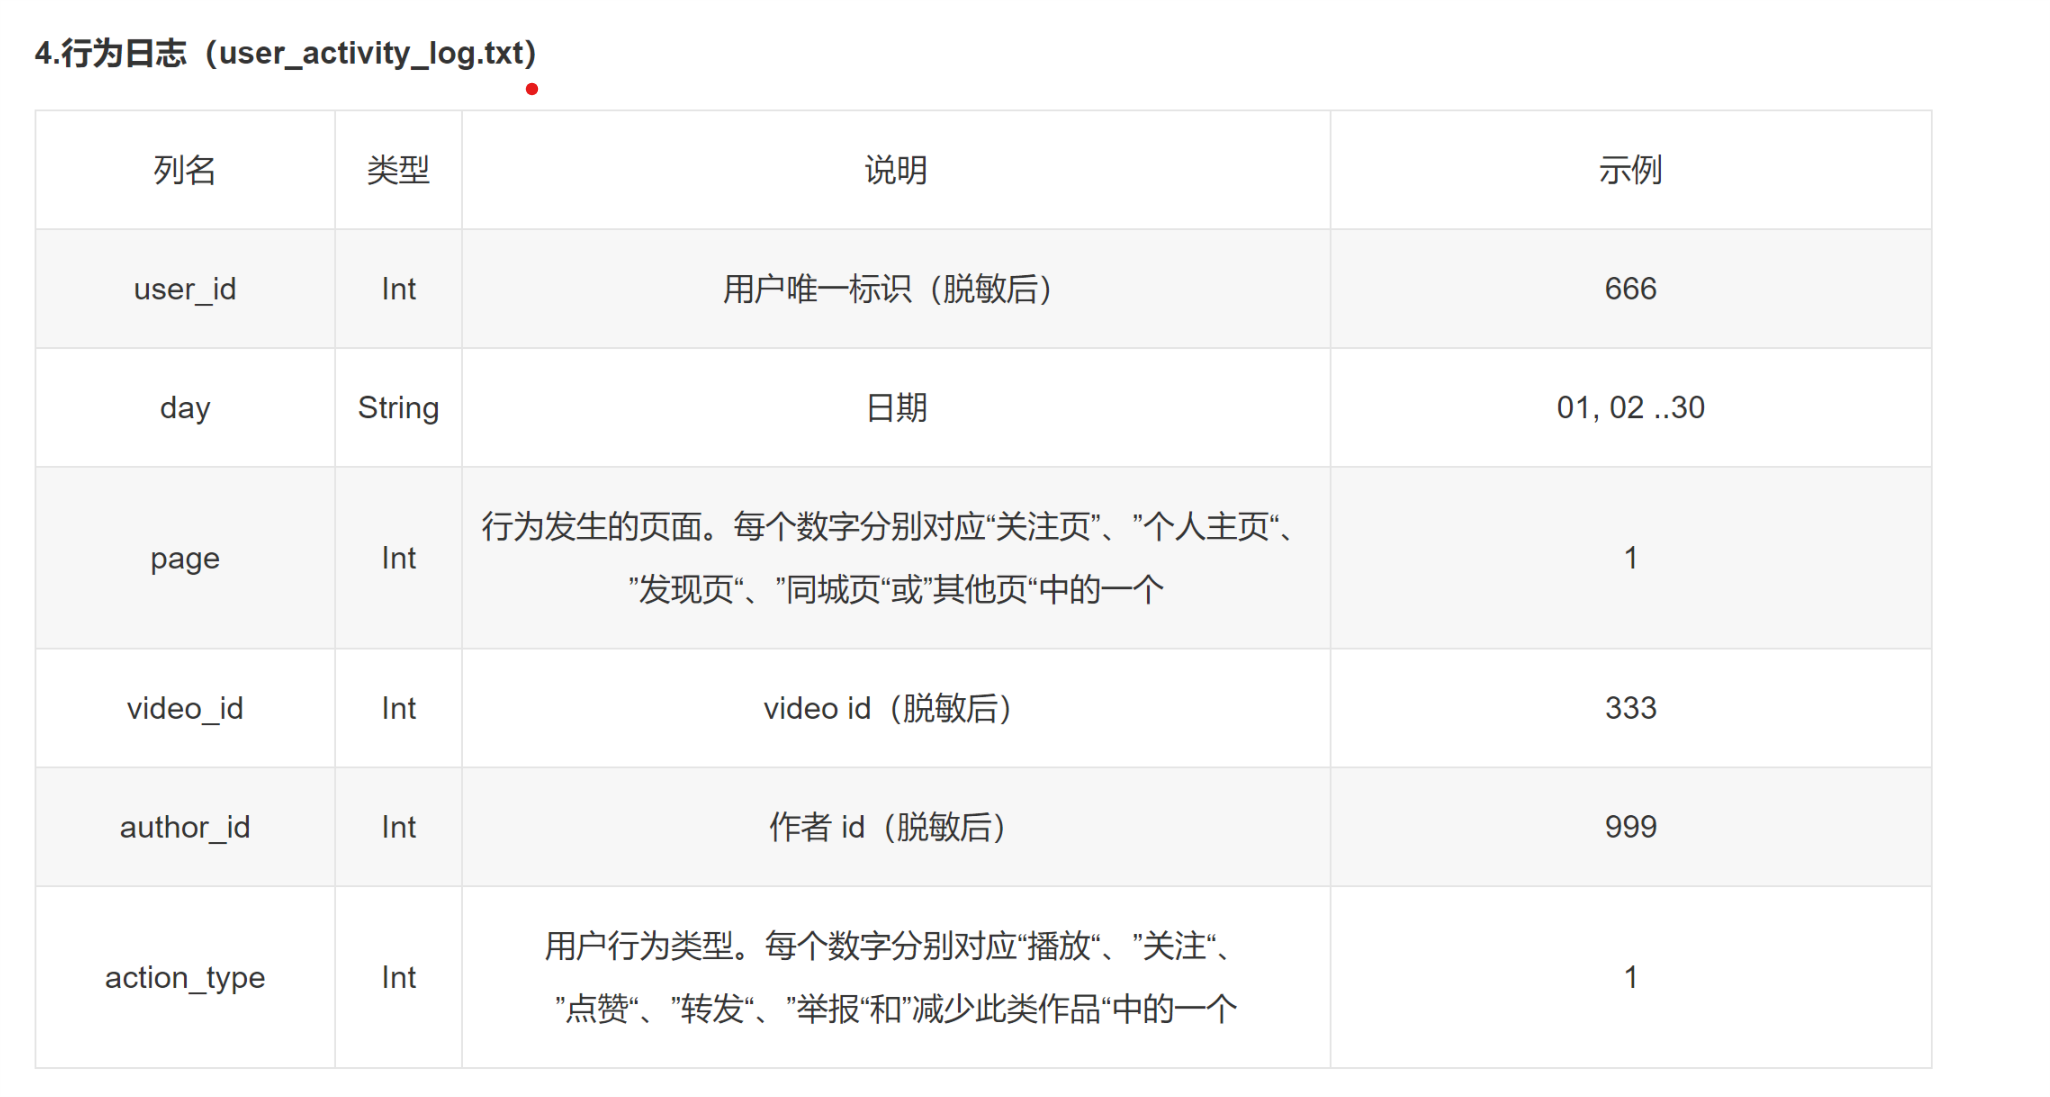 4.行为日志（user_activity_log.txt）
列名 类型 说明 示例
user_id Int 用户唯一标识（脱敏后） 666
day String 日期 01, 02 ..30
page Int 行为发生的页面。每个数字分别对应“关注页”、”个人主页“、
”发现页“、”同城页“或”其他页“中的一个 1
video_id Int video id（脱敏后） 333
author_id Int 作者 id（脱敏后） 999
action_type Int 用户行为类型。每个数字分别对应“播放“、”关注“、
”点赞“、”转发“、”举报“和”减少此类作品“中的一个 1